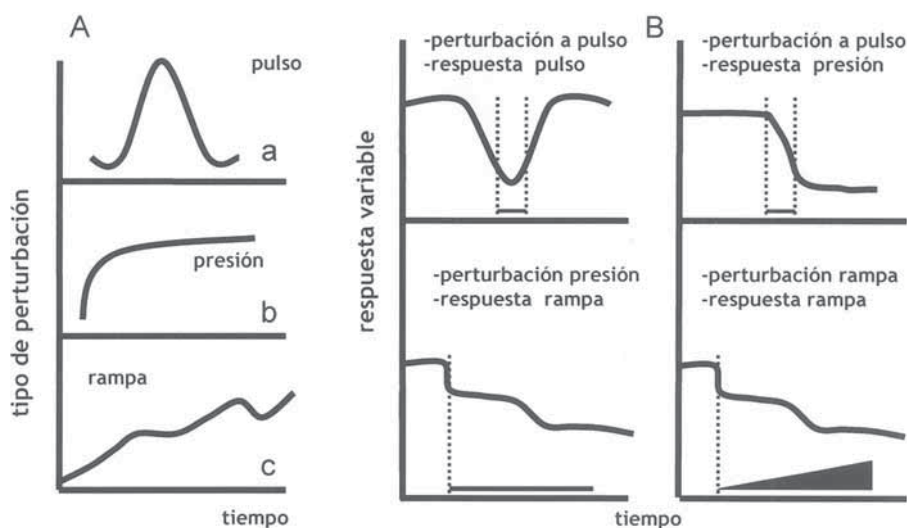 A
pulso
a
presión
b
rampa
c
tipo de perturbación
tiempo
B
-perturbación a pulso
-respuesta pulso
-perturbación a pulso
-respuesta presión
-perturbación presión
-respuesta rampa
-perturbación rampa
-respuesta rampa
respuesta variable
tiempo